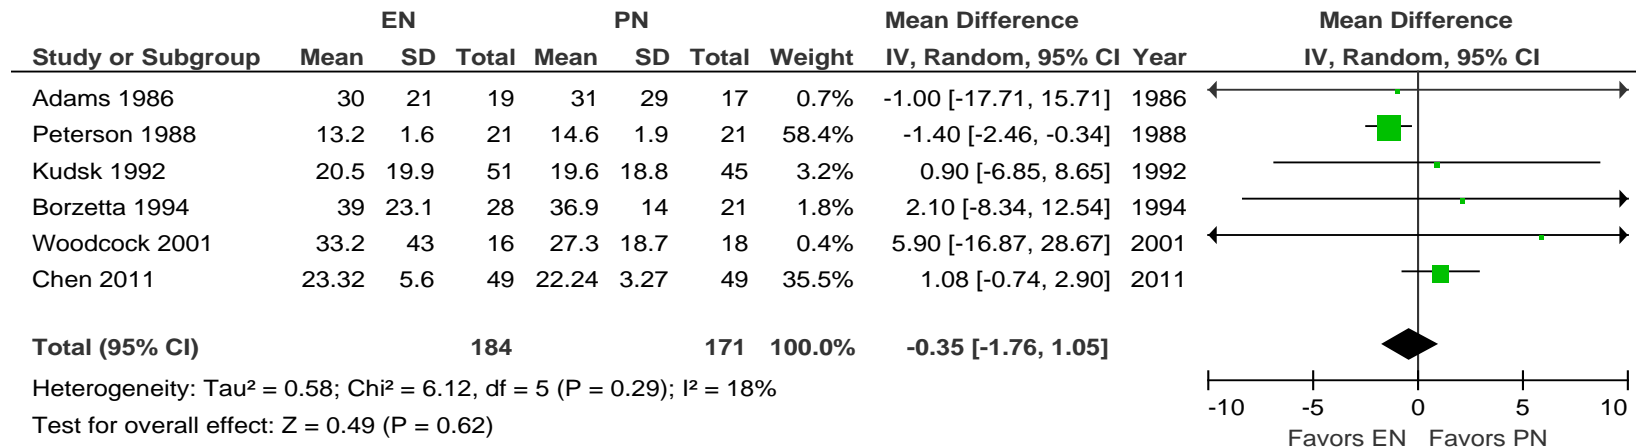 EN PN Mean Difference Mean Difference
Study or Subgroup Mean SD Total Mean SD Total Weight IV, Random, 95% CI Year IV, Random, 95% CI
Adams 1986 30 21 19 31 29 17 0.7% -1.00 [-17.71, 15.71] 1986
Peterson 1988 13.2 1.6 21 14.6 1.9 21 58.4% -1.40 [-2.46, -0.34] 1988
Kudsk 1992 20.5 19.9 51 19.6 18.8 45 3.2% 0.90 [-6.85, 8.65] 1992
Borzetta 1994 39 23.1 28 36.9 14 21 1.8% 2.10 [-8.34, 12.54] 1994
Woodcock 2001 33.2 43 16 27.3 18.7 18 0.4% 5.90 [-16.87, 28.67] 2001
Chen 2011 23.32 5.6 49 22.24 3.27 49 35.5% 1.08 [-0.74, 2.90] 2011
Total (95% CI) 184 171 100.0% -0.35 [-1.76, 1.05]
Heterogeneity: Tau² = 0.58; Chi² = 6.12, df = 5 (P = 0.29); I² = 18%
Test for overall effect: Z = 0.49 (P = 0.62)
-10 -5 0 5 10
Favors EN Favors PN